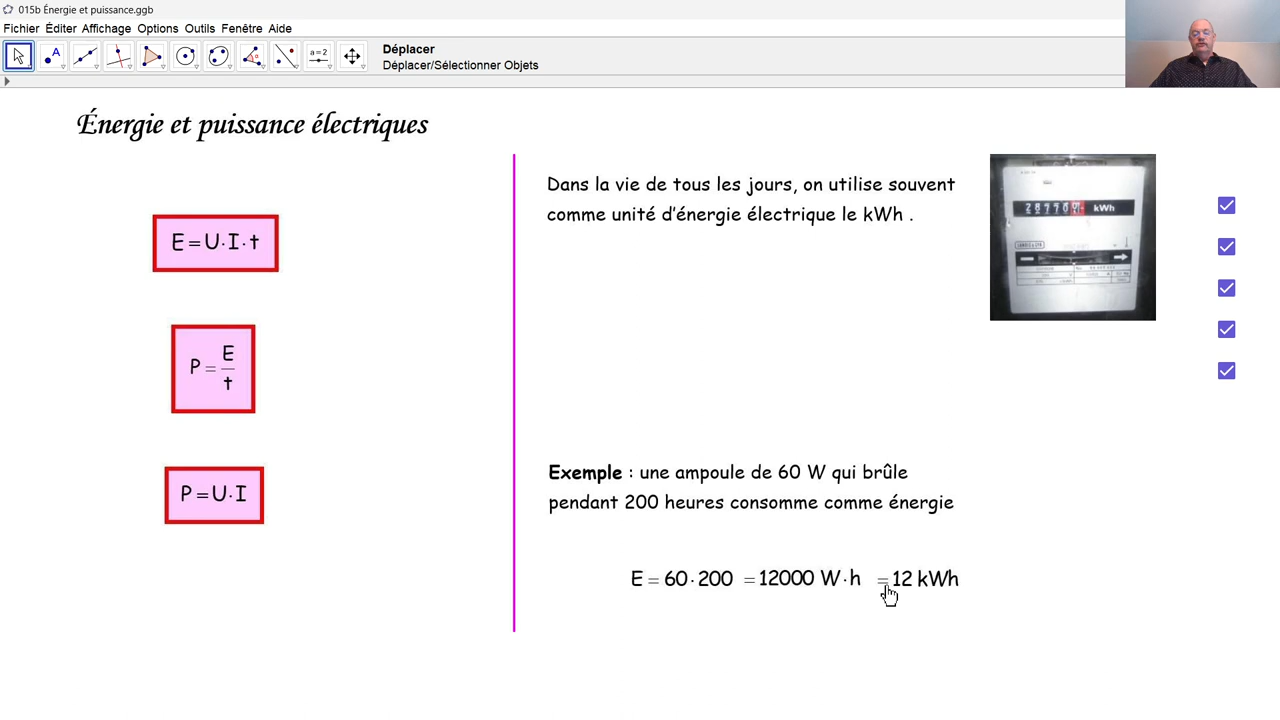 015b Énergie et puissance.ggb
Fichier Éditer Affichage Options Outils Fenêtre Aide
A
a=2
Déplacer
Déplacer/Sélectionner Objets
Énergie et puissance électriques
E=U·I·t
P=E/t
P=U·I
Dans la vie de tous les jours, on utilise souvent
comme unité d'énergie électrique le kWh .
kWh
Exemple : une ampoule de 60 W qui brûle
pendant 200 heures consomme comme énergie
E = 60·200 = 12000 W·h = 12 kWh